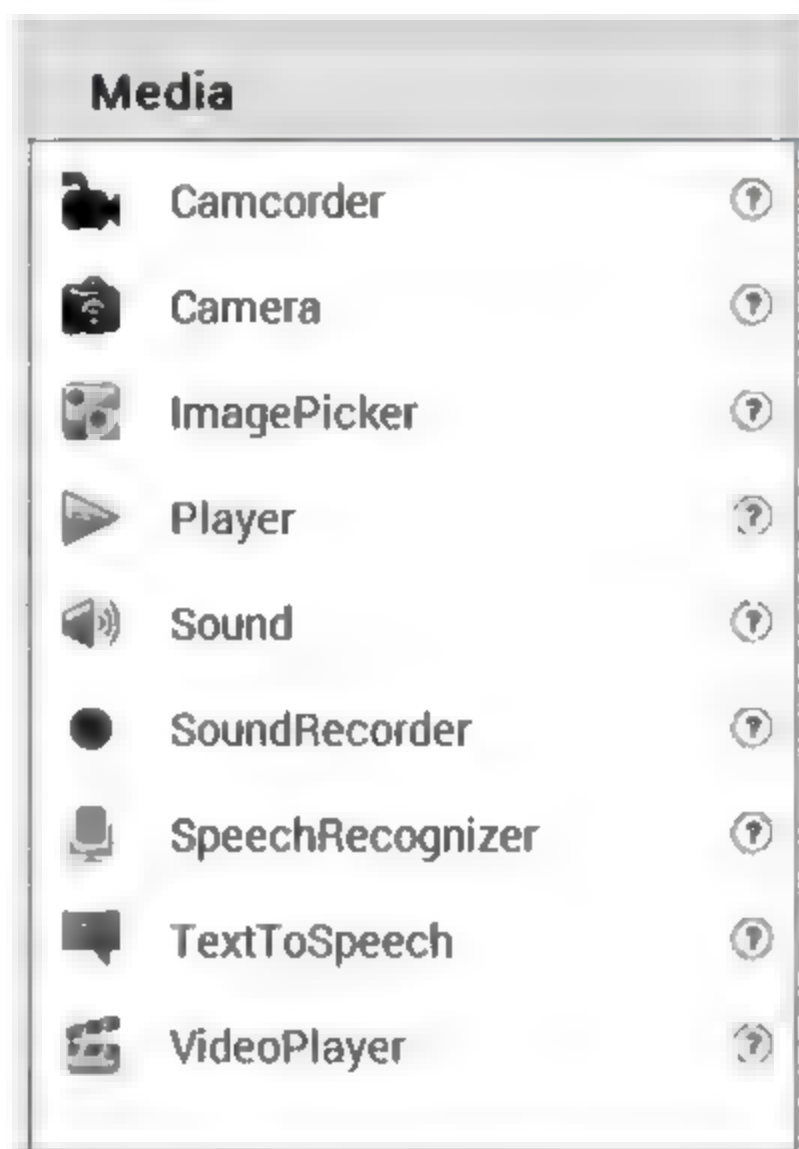 Media
Camcorder ?
Camera ?
ImagePicker ?
Player ?
Sound ?
SoundRecorder ?
SpeechRecognizer ?
TextToSpeech ?
VideoPlayer ?